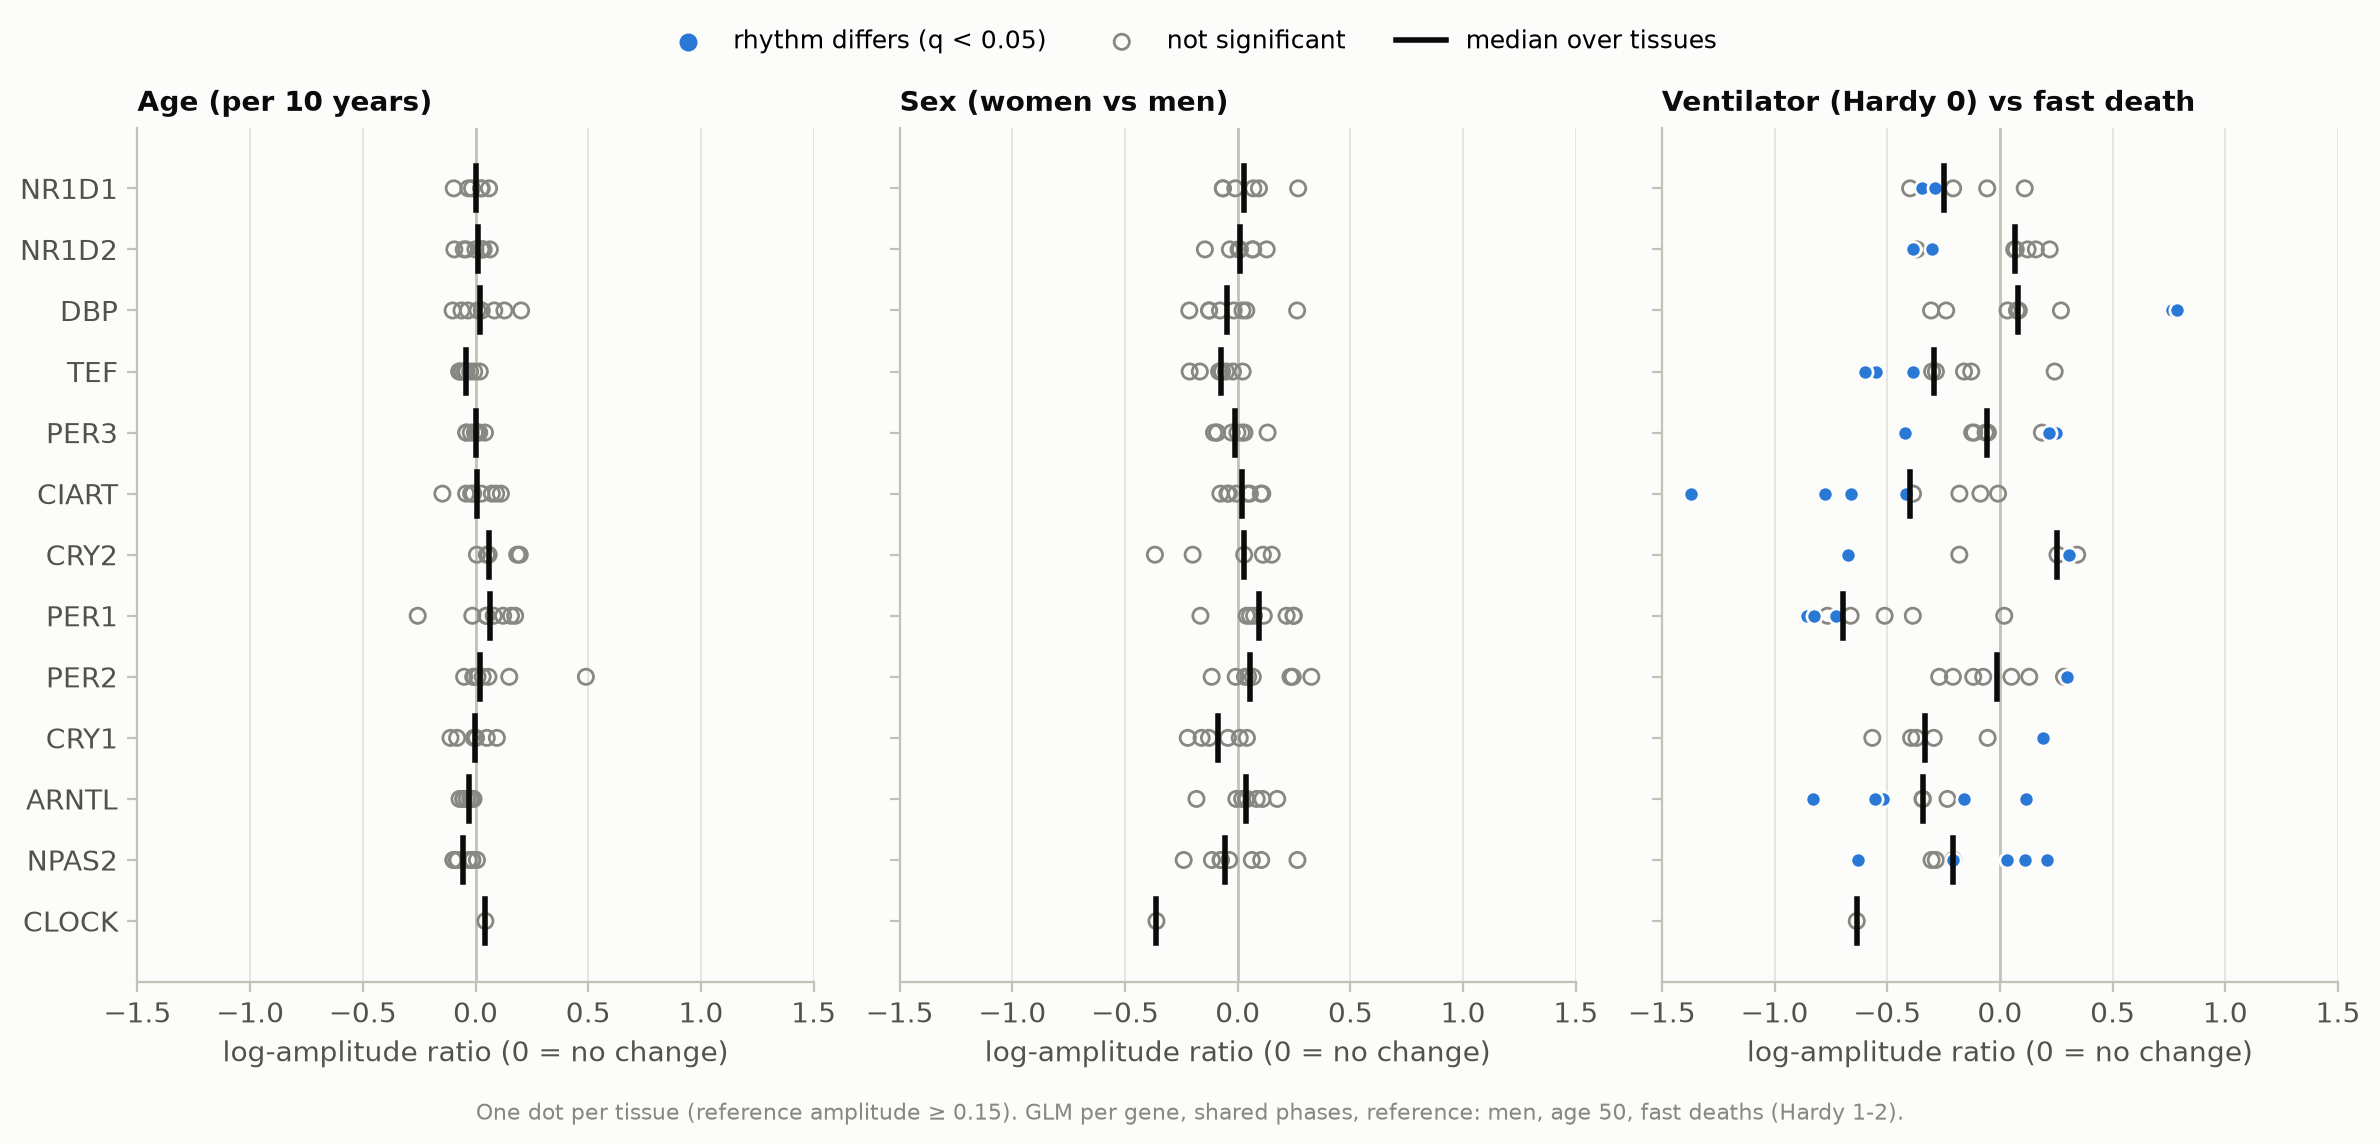 rhythm differs (q < 0.05) not significant median over tissues
Age (per 10 years) Sex (women vs men) Ventilator (Hardy 0) vs fast death
NR1D1
NR1D2
DBP
TEF
PER3
CIART
CRY2
PER1
PER2
CRY1
ARNTL
NPAS2
CLOCK
−1.5 −1.0 −0.5 0.0 0.5 1.0 1.5 −1.5 −1.0 −0.5 0.0 0.5 1.0 1.5 −1.5 −1.0 −0.5 0.0 0.5 1.0 1.5
log-amplitude ratio (0 = no change) log-amplitude ratio (0 = no change) log-amplitude ratio (0 = no change)
One dot per tissue (reference amplitude ≥ 0.15). GLM per gene, shared phases, reference: men, age 50, fast deaths (Hardy 1-2).